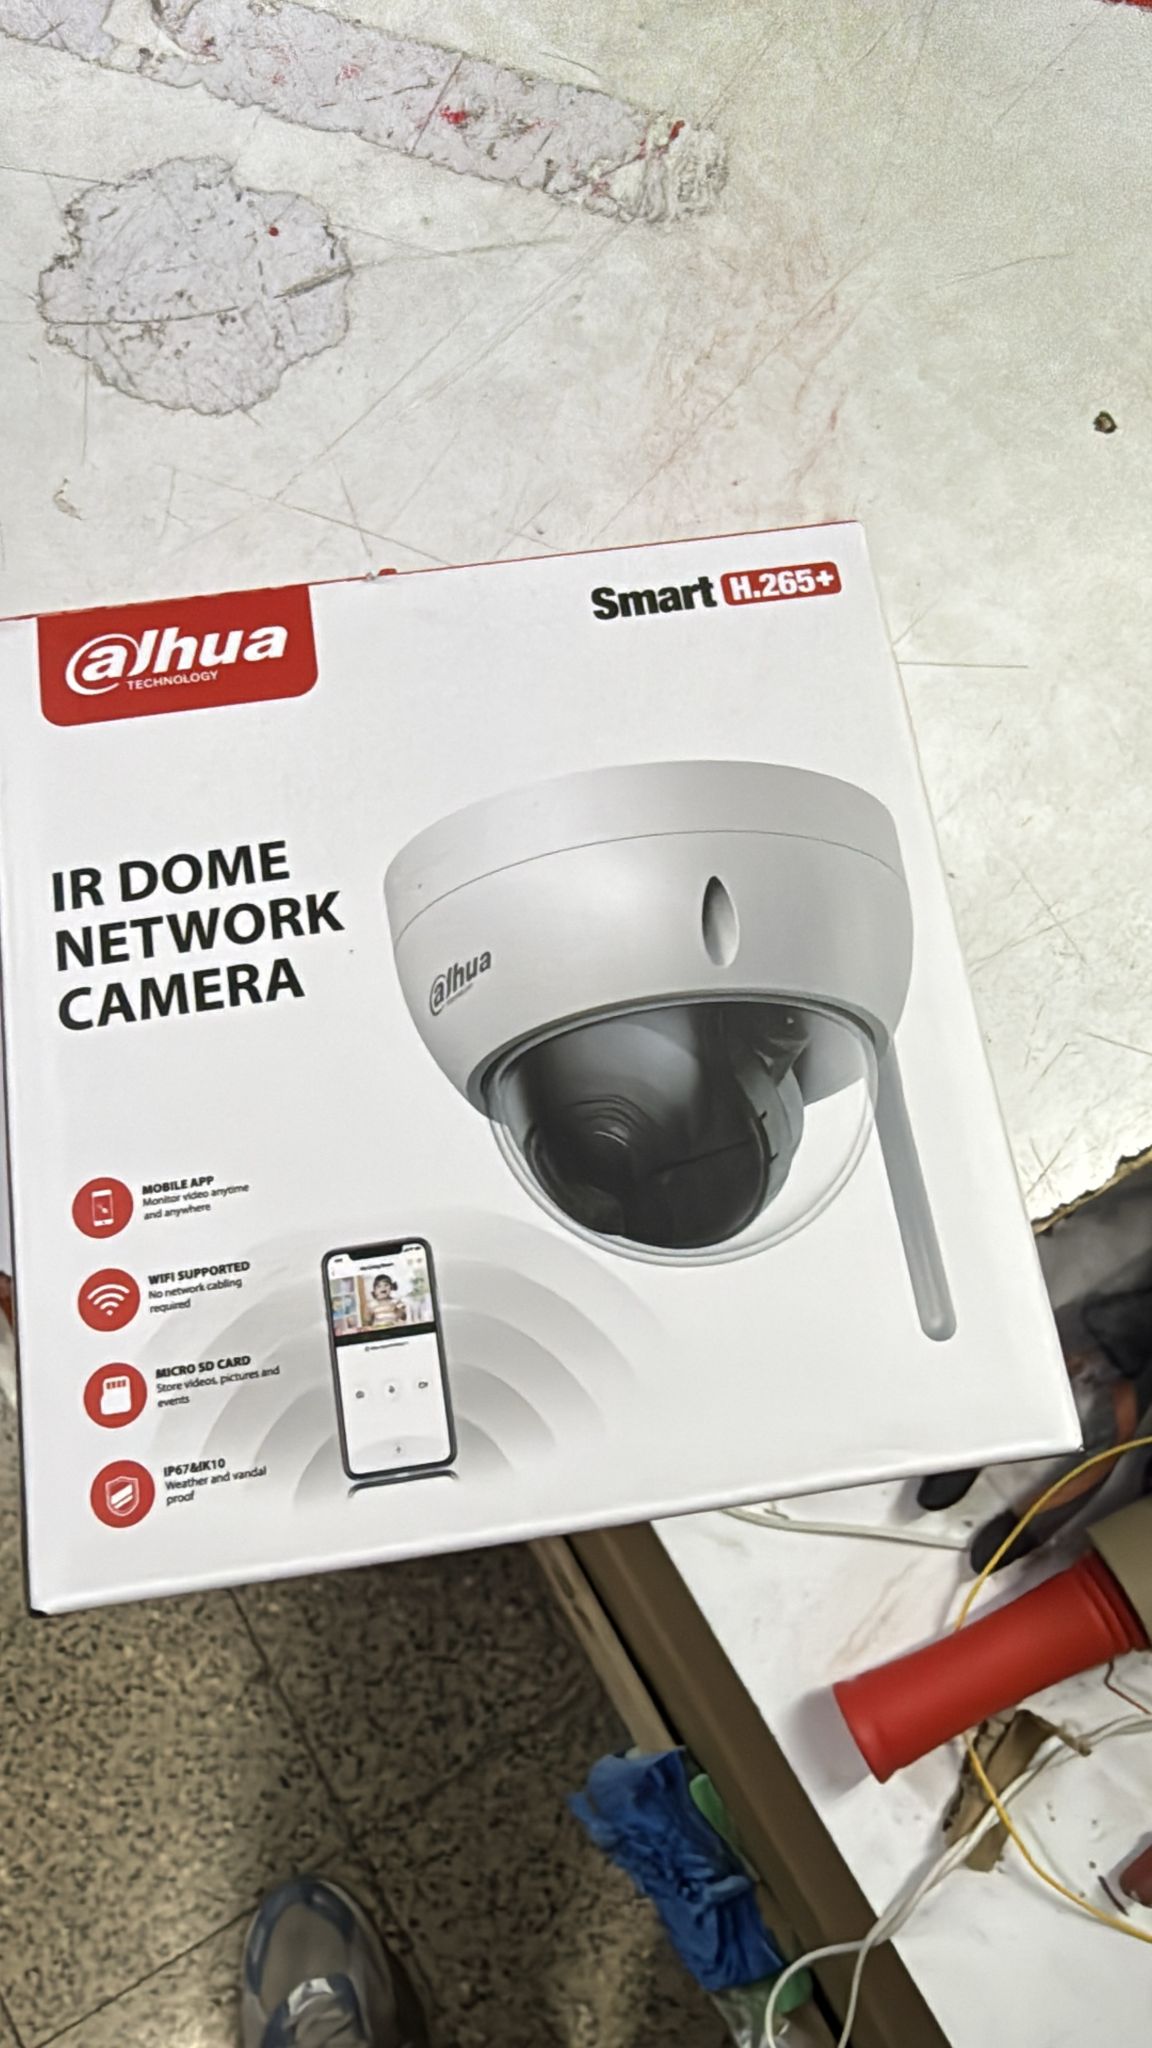 alhua
TECHNOLOGY
Smart H.265+
IR DOME
NETWORK
CAMERA
alhua
MOBILE APP
Monitor video anytime
and anywhere
WIFI SUPPORTED
No network cabling
required
MICRO SD CARD
Store videos, pictures and
events
IP67&IK10
Weather and vandal
proof